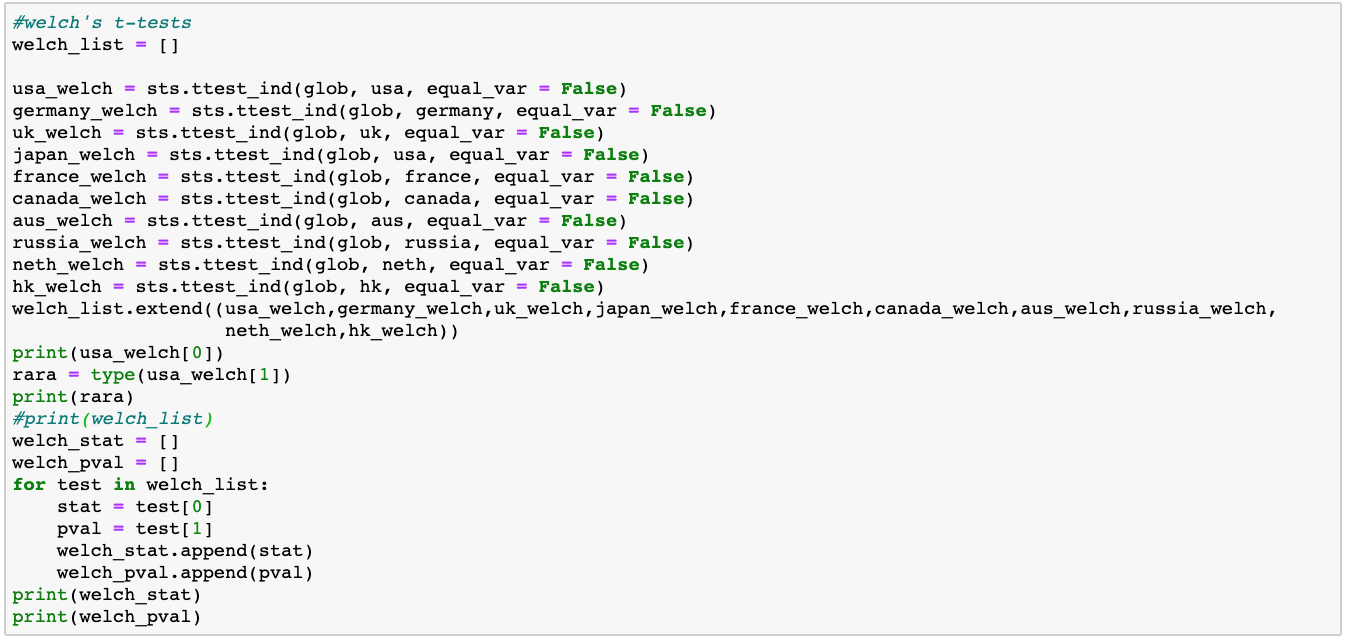 #welch's t-tests
welch_list = []

usa_welch = sts.ttest_ind(glob, usa, equal_var = False)
germany_welch = sts.ttest_ind(glob, germany, equal_var = False)
uk_welch = sts.ttest_ind(glob, uk, equal_var = False)
japan_welch = sts.ttest_ind(glob, usa, equal_var = False)
france_welch = sts.ttest_ind(glob, france, equal_var = False)
canada_welch = sts.ttest_ind(glob, canada, equal_var = False)
aus_welch = sts.ttest_ind(glob, aus, equal_var = False)
russia_welch = sts.ttest_ind(glob, russia, equal_var = False)
neth_welch = sts.ttest_ind(glob, neth, equal_var = False)
hk_welch = sts.ttest_ind(glob, hk, equal_var = False)
welch_list.extend((usa_welch,germany_welch,uk_welch,japan_welch,france_welch,canada_welch,aus_welch,russia_welch,
                   neth_welch,hk_welch))
print(usa_welch[0])
rara = type(usa_welch[1])
print(rara)
#print(welch_list)
welch_stat = []
welch_pval = []
for test in welch_list:
    stat = test[0]
    pval = test[1]
    welch_stat.append(stat)
    welch_pval.append(pval)
print(welch_stat)
print(welch_pval)